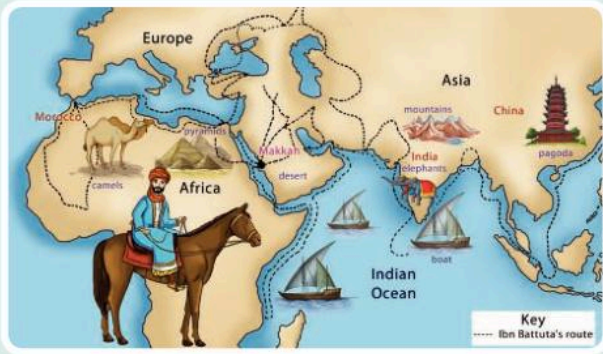 Europe
Asia
mountains
China
Morocco
pyramids
Makkah
India
elephants
pagoda
camels
Africa
desert
boat
Indian
Ocean
Key
Ibn Battuta's route